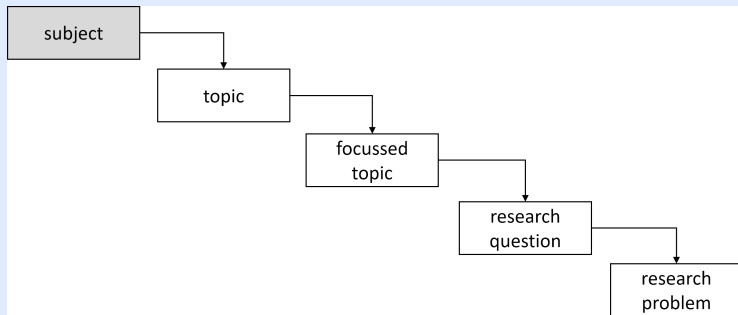 subject
topic
focussed
topic
research
question
research
problem